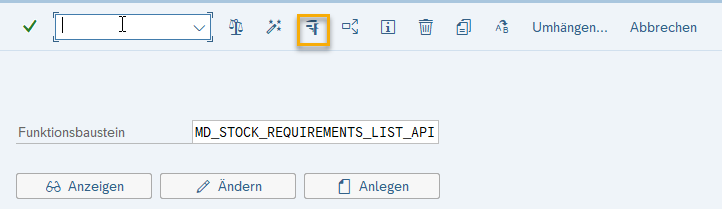 Umhängen... Abbrechen
Funktionsbaustein MD_STOCK_REQUIREMENTS_LIST_API
Anzeigen Ändern Anlegen